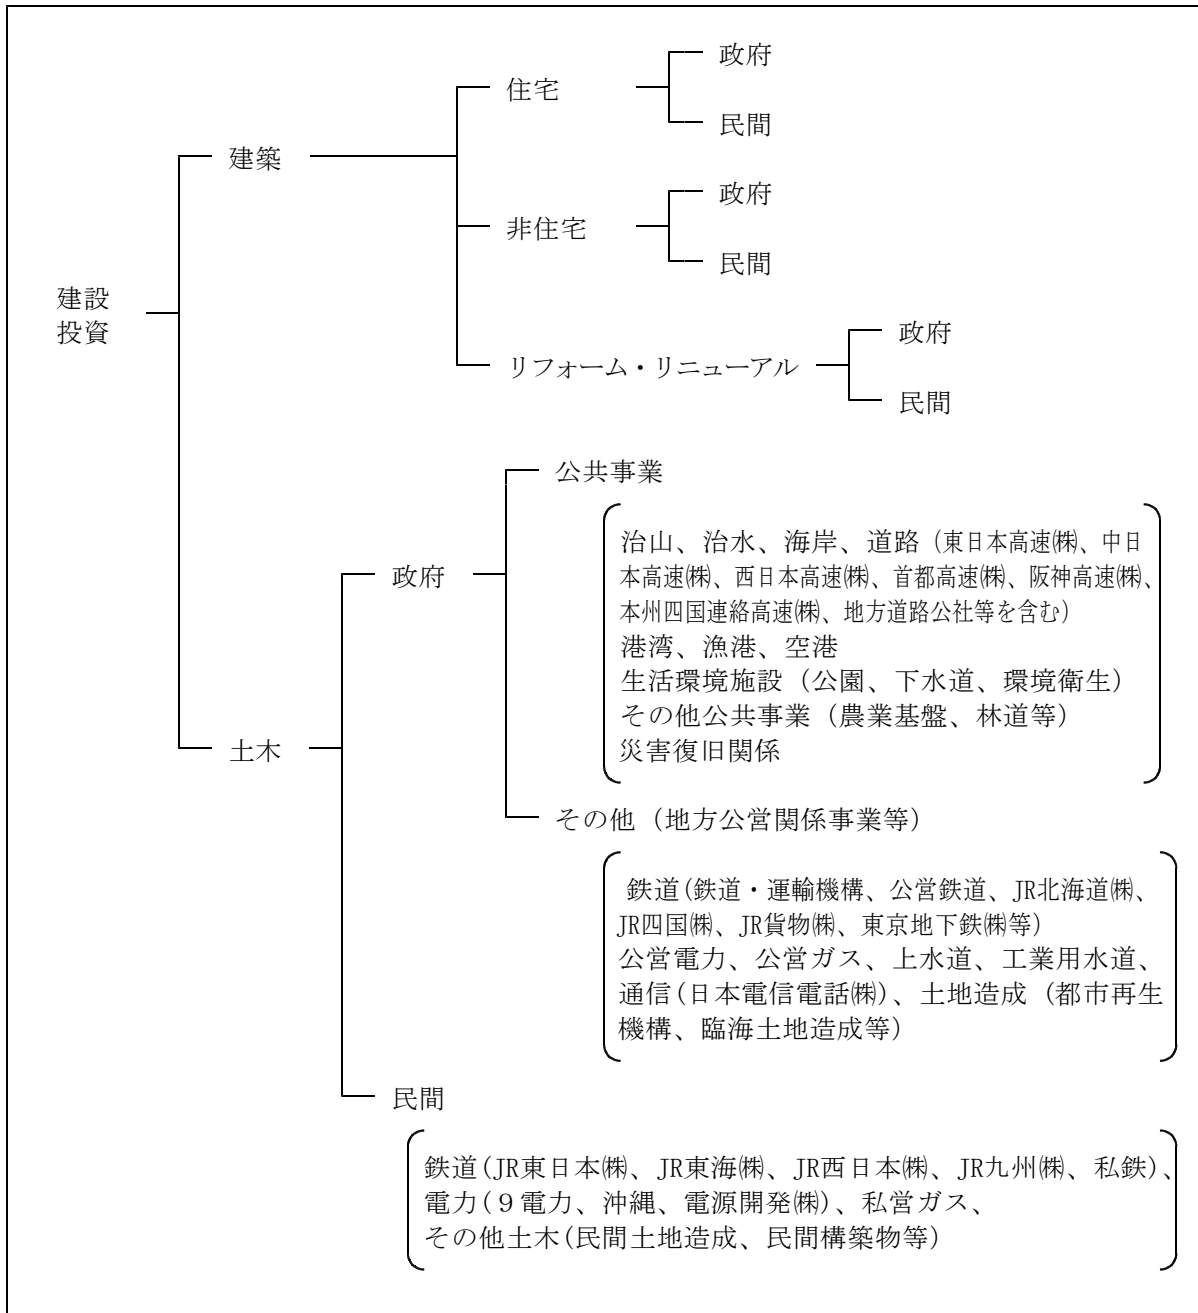 建設
投資
建築
住宅
政府
民間
非住宅
政府
民間
リフォーム・リニューアル
政府
民間
土木
政府
公共事業
治山、治水、海岸、道路（東日本高速㈱、中日
本高速㈱、西日本高速㈱、首都高速㈱、阪神高速㈱、
本州四国連絡高速㈱、地方道路公社等を含む）
港湾、漁港、空港
生活環境施設（公園、下水道、環境衛生）
その他公共事業（農業基盤、林道等）
災害復旧関係
その他（地方公営関係事業等）
鉄道(鉄道・運輸機構、公営鉄道、JR北海道㈱、
JR四国㈱、JR貨物㈱、東京地下鉄㈱等)
公営電力、公営ガス、上水道、工業用水道、
通信(日本電信電話㈱)、土地造成（都市再生
機構、臨海土地造成等）
民間
鉄道(JR東日本㈱、JR東海㈱、JR西日本㈱、JR九州㈱、私鉄)、
電力(９電力、沖縄、電源開発㈱)、私営ガス、
その他土木(民間土地造成、民間構築物等)